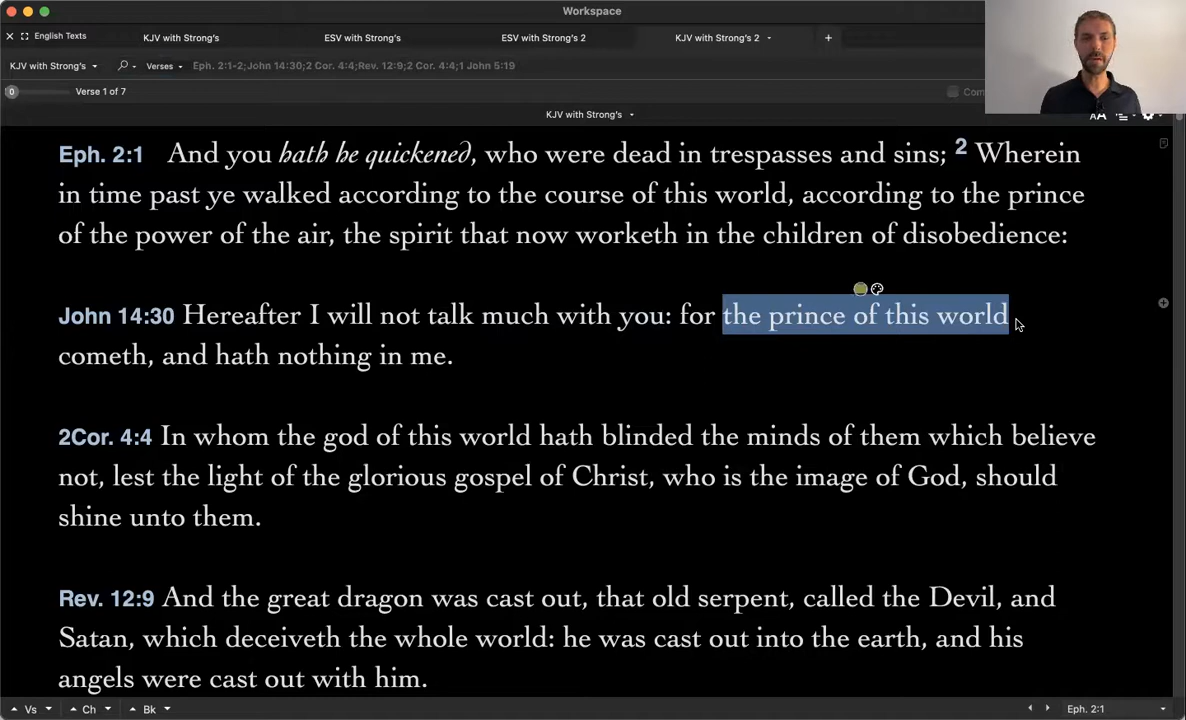 Workspace
English Texts
KJV with Strong's
ESV with Strong's
ESV with Strong's 2
KJV with Strong's 2
+
KJV with Strong's
Verses
Eph. 2:1-2;John 14:30;2 Cor. 4:4;Rev. 12:9;2 Cor. 4:4;1 John 5:19
0
Verse 1 of 7
Com
KJV with Strong's
AA
Eph. 2:1 And you hath he quickened, who were dead in trespasses and sins; 2 Wherein
in time past ye walked according to the course of this world, according to the prince
of the power of the air, the spirit that now worketh in the children of disobedience:
John 14:30 Hereafter I will not talk much with you: for the prince of this world
cometh, and hath nothing in me.
2Cor. 4:4 In whom the god of this world hath blinded the minds of them which believe
not, lest the light of the glorious gospel of Christ, who is the image of God, should
shine unto them.
Rev. 12:9 And the great dragon was cast out, that old serpent, called the Devil, and
Satan, which deceiveth the whole world: he was cast out into the earth, and his
angels were cast out with him.
Vs
Ch
Bk
Eph. 2:1